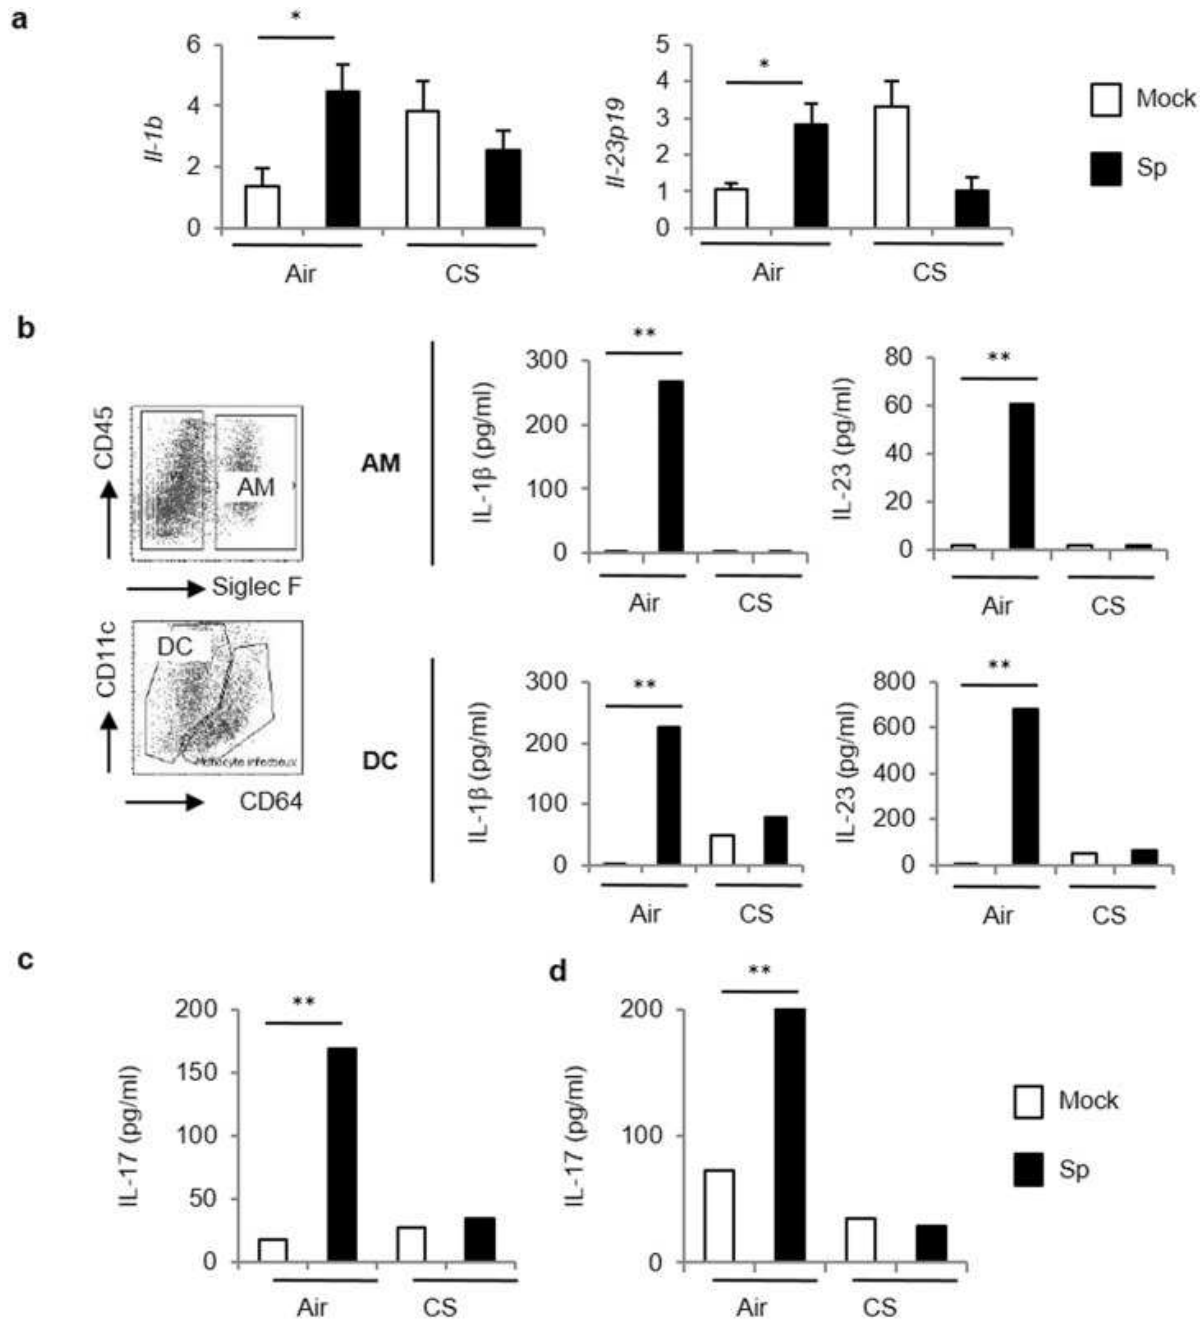 a
*
6
4
2
0
Il-1b
Air
CS
*
5
4
3
2
1
0
Il-23p19
Air
CS
Mock
Sp
b
CD45
AM
Siglec F
CD11c
DC
CD64
AM
**
300
200
100
0
IL-1β (pg/ml)
Air
CS
**
80
60
40
20
0
IL-23 (pg/ml)
Air
CS
DC
**
300
200
100
0
IL-1β (pg/ml)
Air
CS
**
800
600
400
200
0
IL-23 (pg/ml)
Air
CS
c
**
200
150
100
50
0
IL-17 (pg/ml)
Air
CS
d
**
200
100
0
IL-17 (pg/ml)
Air
CS
Mock
Sp